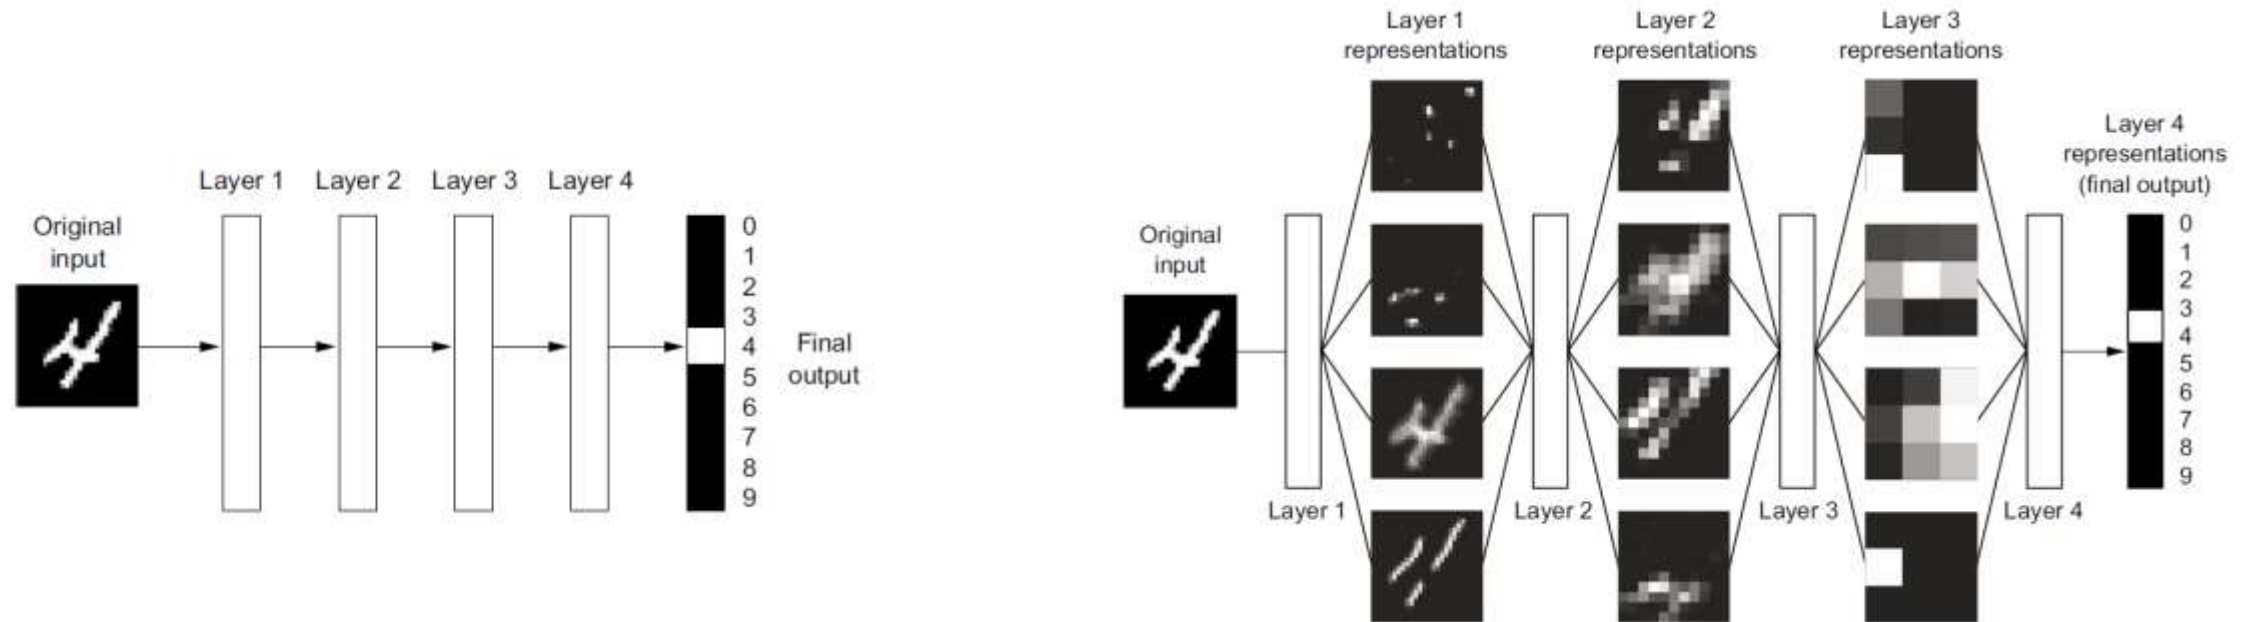 Layer 1 Layer 2 Layer 3 Layer 4
Original
input
0
1
2
3
4
5
6
7
8
9
Final
output
Layer 1
representations
Layer 2
representations
Layer 3
representations
Layer 4
representations
(final output)
Original
input
0
1
2
3
4
5
6
7
8
9
Layer 1 Layer 2 Layer 3 Layer 4